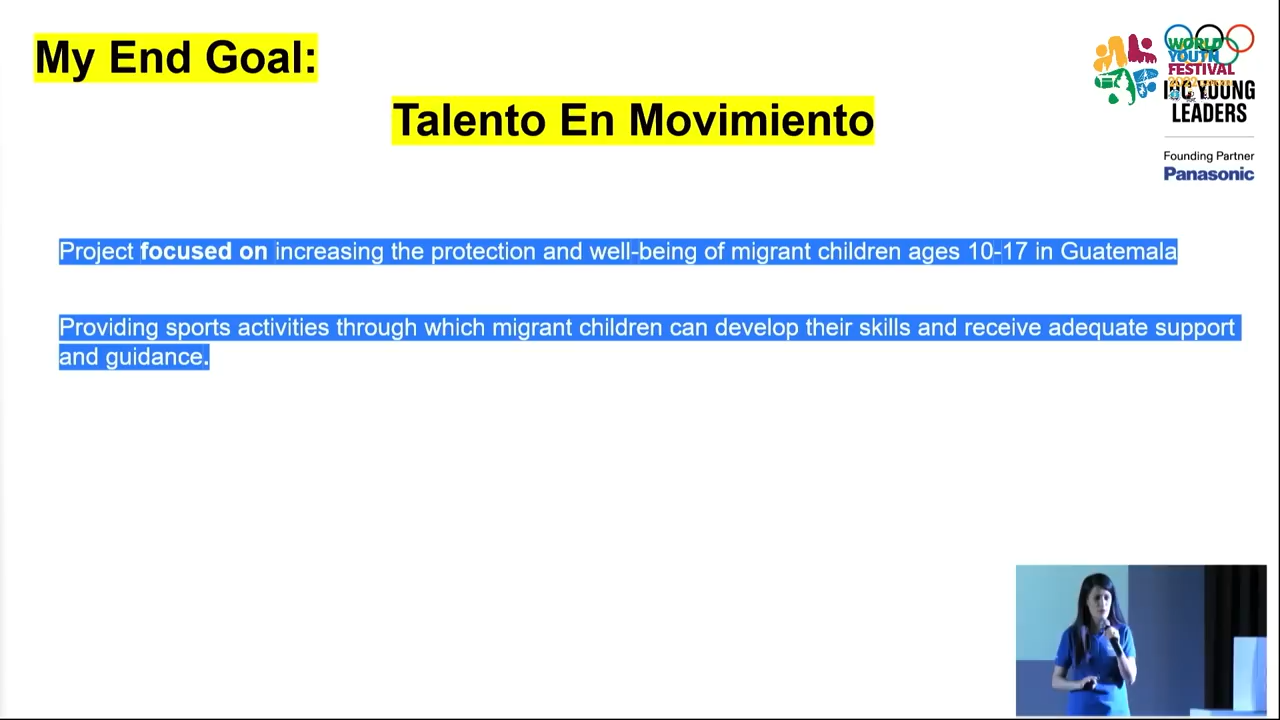 My End Goal:
Talento En Movimiento
WORLD
YOUTH
FESTIVAL
IOC YOUNG
LEADERS
Founding Partner
Panasonic
Project focused on increasing the protection and well-being of migrant children ages 10-17 in Guatemala
Providing sports activities through which migrant children can develop their skills and receive adequate support
and guidance.